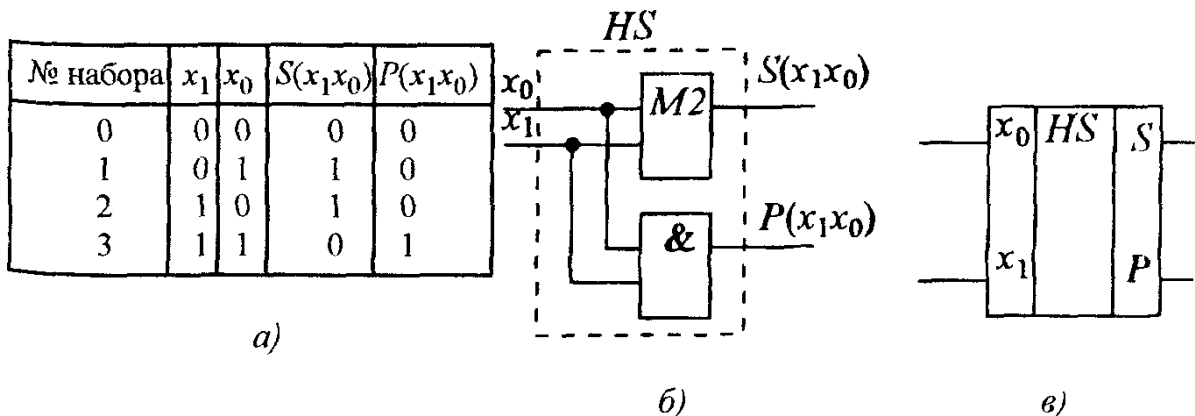 № набора x₁ x₀ S(x₁x₀) P(x₁x₀)
0 0 0 0 0
1 0 1 1 0
2 1 0 1 0
3 1 1 0 1
а)
HS
x₀
x₁
M2
S(x₁x₀)
&
P(x₁x₀)
б)
x₀ HS S
x₁ P
в)